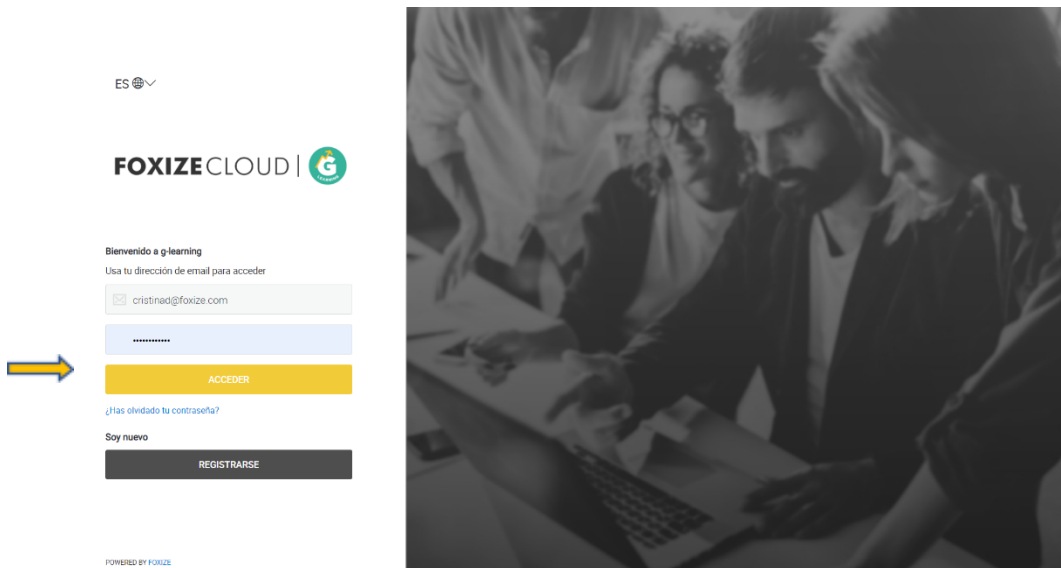 ES
FOXIZE CLOUD | G
LEARNING
Bienvenido a g-learning
Usa tu dirección de email para acceder
cristinad@foxize.com
••••••••••••
ACCEDER
¿Has olvidado tu contraseña?
Soy nuevo
REGISTRARSE
POWERED BY FOXIZE